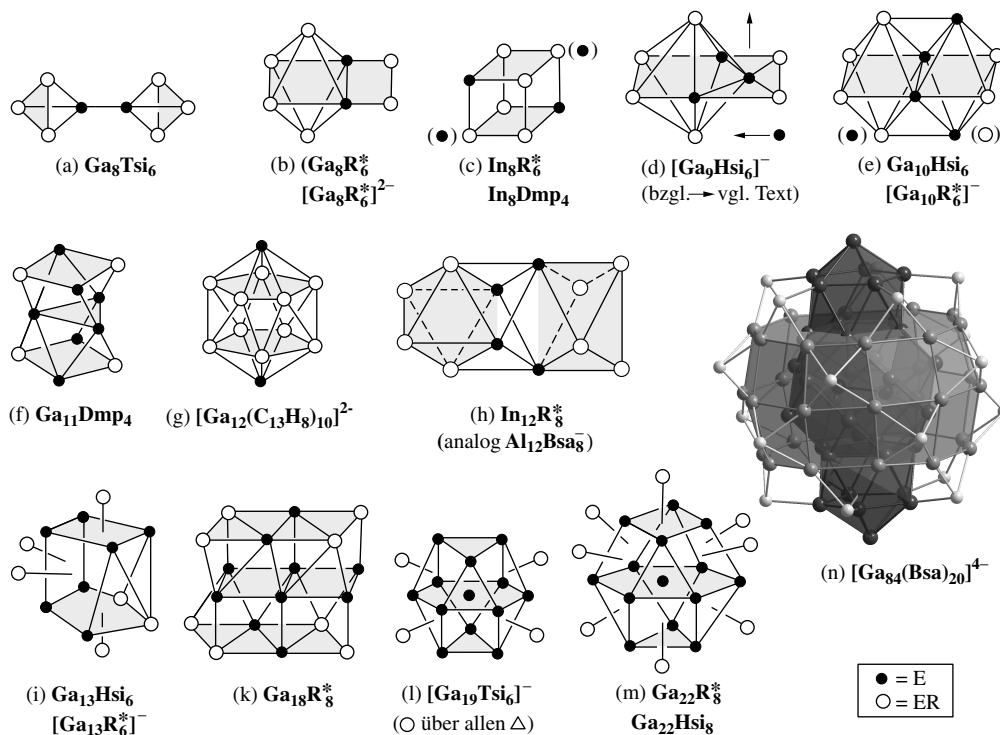 (a) Ga8Tsi6
(b) (Ga8R*6
[Ga8R*6]2−
(●)
(●)
(c) In8R*6
In8Dmp4
(d) [Ga9Hsi6]−
(bzgl. → vgl. Text)
(●)
(○)
(e) Ga10Hsi6
[Ga10R*6]−
(f) Ga11Dmp4
(g) [Ga12(C13H8)10]2-
(h) In12R*8
(analog Al12Bsa8−)
(n) [Ga84(Bsa)20]4−
(i) Ga13Hsi6
[Ga13R*6]−
(k) Ga18R*8
(l) [Ga19Tsi6]−
(○ über allen △)
(m) Ga22R*8
Ga22Hsi8
● = E
○ = ER